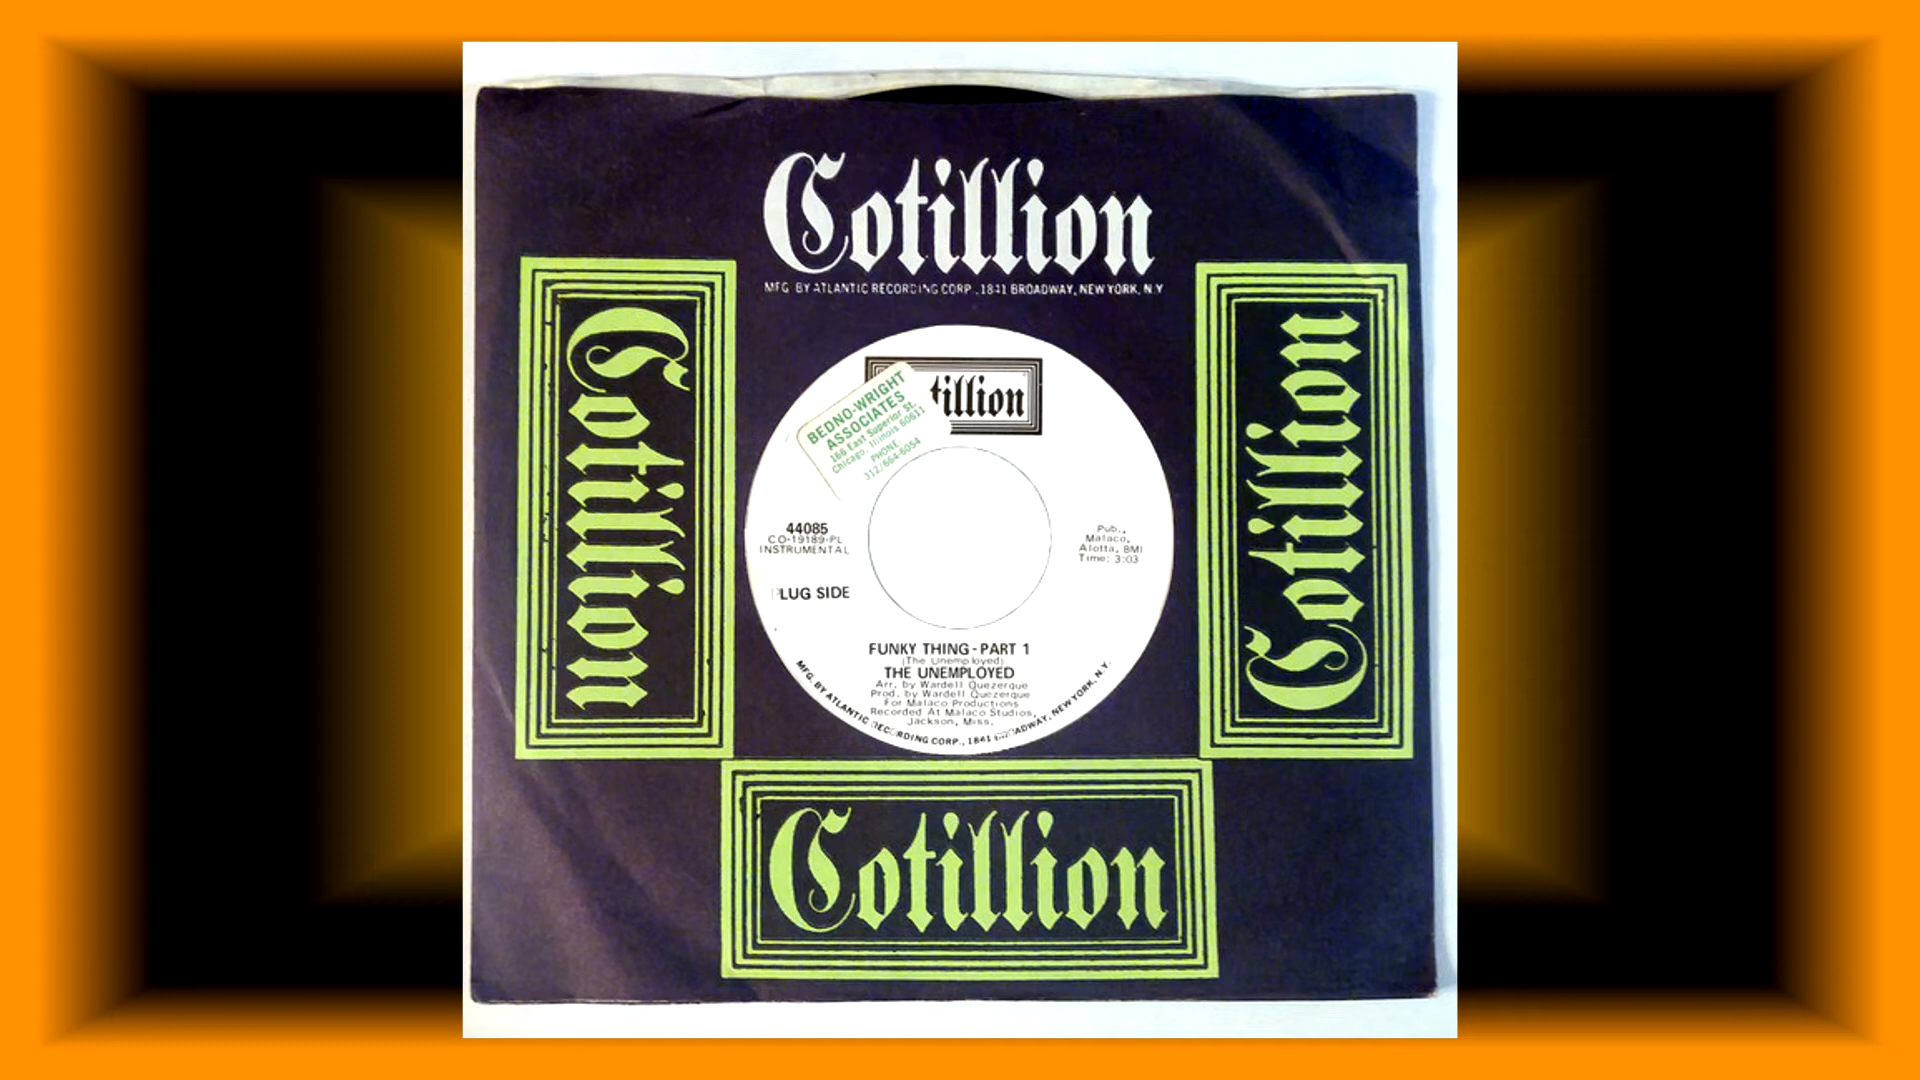 Cotillion
MFG. BY ATLANTIC RECORDING CORP., 1841 BROADWAY, NEW YORK, N.Y.
Cotillion
Cotillion
tillion
BEDNO-WRIGHT
ASSOCIATES
166 East Superior St.
Chicago, Illinois 60611
PHONE:
312/664-6054
44085
CO-19189-PL
INSTRUMENTAL
PLUG SIDE
Pub.,
Malaco,
Alotta, BMI
Time: 3:03
FUNKY THING - PART 1
(The Unemployed)
THE UNEMPLOYED
Arr. by Wardell Quezerque
Prod. by Wardell Quezerque
For Malaco Productions
Recorded At Malaco Studios,
Jackson, Miss.
MFG. BY ATLANTIC RECORDING CORP., 1841 BROADWAY, NEW YORK, N.Y.
Cotillion